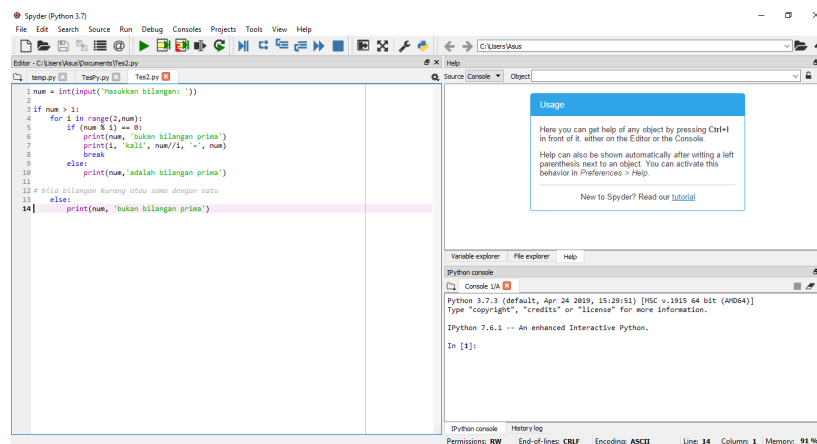 Spyder (Python 3.7)
File Edit Search Source Run Debug Consoles Projects Tools View Help
C:\Users\Asus
Editor - C:\Users\Asus\Documents\Tes2.py
Help
temp.py TesPy.py Tes2.py
Source Console Object
1 num = int(input('Masukkan bilangan: '))
2
3 if num > 1:
4 for i in range(2,num):
5 if (num % i) == 0:
6 print(num, 'bukan bilangan prima')
7 print(i, 'kali', num//i, '=', num)
8 break
9 else:
10 print(num,'adalah bilangan prima')
11
12 # bila bilangan kurang atau sama dengan satu
13 else:
14 print(num, 'bukan bilangan prima')
Usage
Here you can get help of any object by pressing Ctrl+I
in front of it, either on the Editor or the Console.
Help can also be shown automatically after writing a left
parenthesis next to an object. You can activate this
behavior in Preferences > Help.
New to Spyder? Read our tutorial
Variable explorer File explorer Help
IPython console
Console 1/A
Python 3.7.3 (default, Apr 24 2019, 15:29:51) [MSC v.1915 64 bit (AMD64)]
Type "copyright", "credits" or "license" for more information.
IPython 7.6.1 -- An enhanced Interactive Python.
In [1]:
IPython console History log
Permissions: RW End-of-lines: CRLF Encoding: ASCII Line: 14 Column: 1 Memory: 91 %